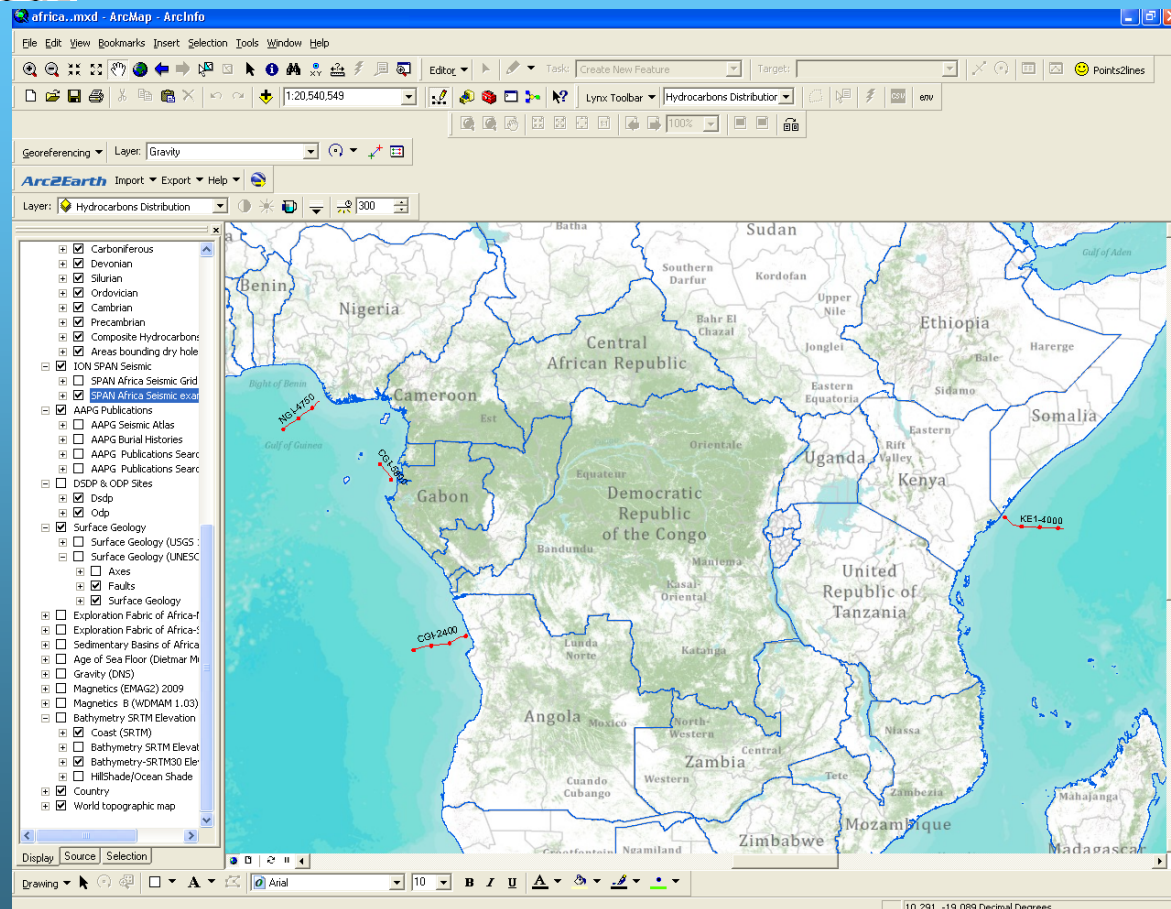 africa..mxd - ArcMap - ArcInfo
File Edit View Bookmarks Insert Selection Tools Window Help
Editor Task: Create New Feature Target: Points2lines
1:20,540,549 Lynx Toolbar Hydrocarbons Distributior CSV env
100%
Georeferencing Layer: Gravity
Arc2Earth Import Export Help
Layer: Hydrocarbons Distribution 300
Carboniferous
Devonian
Silurian
Ordovician
Cambrian
Precambrian
Composite Hydrocarbons
Areas bounding dry hole
ION SPAN Seismic
SPAN Africa Seismic Grid
SPAN Africa Seismic exar
AAPG Publications
AAPG Seismic Atlas
AAPG Burial Histories
AAPG Publications Searc
AAPG Publications Searc
DSDP & ODP Sites
Dsdp
Odp
Surface Geology
Surface Geology (USGS
Surface Geology (UNESC
Axes
Faults
Surface Geology
Exploration Fabric of Africa-
Exploration Fabric of Africa-
Sedimentary Basins of Africa
Age of Sea Floor (Dietmar
Gravity (DNS)
Magnetics (EMAG2) 2009
Magnetics B (WDMAM 1.03)
Bathymetry SRTM Elevation
Coast (SRTM)
Bathymetry SRTM Elevat
Bathymetry-SRTM30 Ele
HillShade/Ocean Shade
Country
World topographic map
Display Source Selection
Batha
Sudan
Gulf of Aden
Southern
Darfur
Kordofan
Benin
Nigeria
Upper
Nile
Bahr El
Chazal
Ethiopia
Central
African Republic
Jonglei
Harerge
Bale
Bight of Benin
Cameroon
Eastern
Equatoria
Sidamo
NGI-4750
Somalia
Est
Gulf of Guinea
Orientale
Eastern
Rift
Valley
Uganda
Kenya
Equateur
Gabon
Democratic
Republic
of the Congo
KE1-4000
Bandundu
Maniema
Kasai-
Oriental
United
Republic of
Tanzania
CGI-2400
Lunda
Norte
Katanga
Angola
Moxico
North-
Western
Niassa
Zambia
Central
Cuando
Cubango
Western
Tete
Zambezia
Mahajanga
Mozambique
Zimbabwe
Madagascar
Grootfontein Ngamiland
Drawing A Arial 10 B I U A
10.291 -19.089 Decimal Degrees